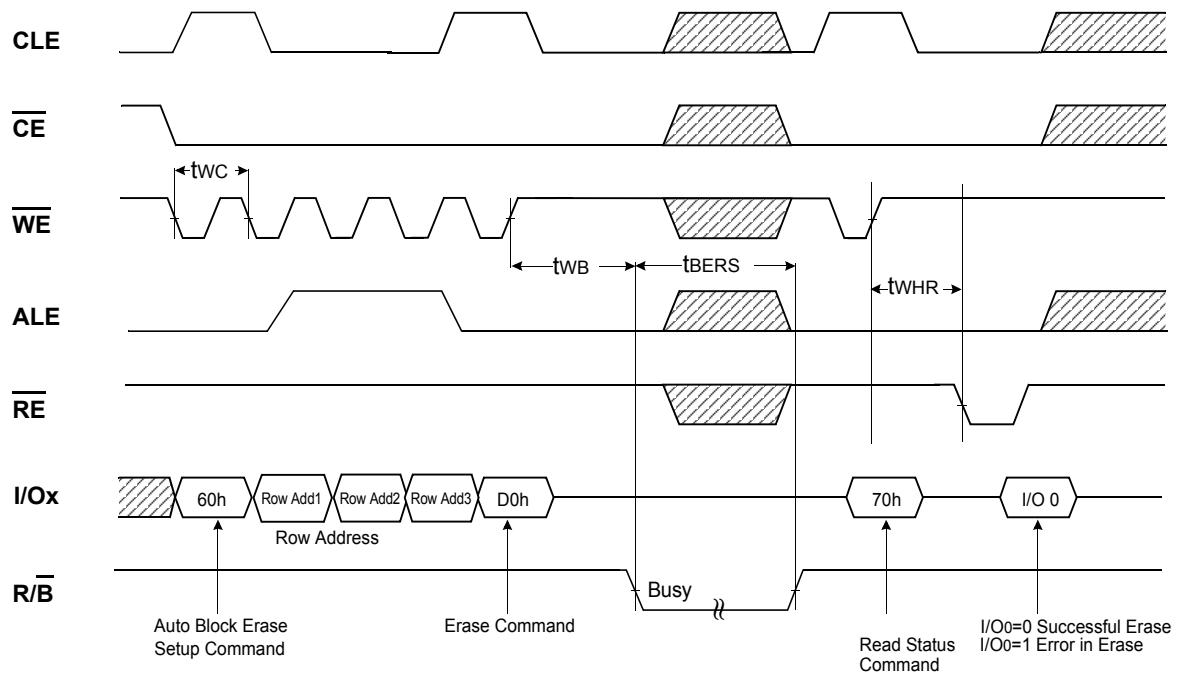 CLE
CE
tWC
WE
tWB
tBERS
tWHR
ALE
RE
I/Ox
60h
Row Add1
Row Add2
Row Add3
D0h
70h
I/O 0
Row Address
R/B
Busy
Auto Block Erase
Setup Command
Erase Command
Read Status
Command
I/O0=0 Successful Erase
I/O0=1 Error in Erase